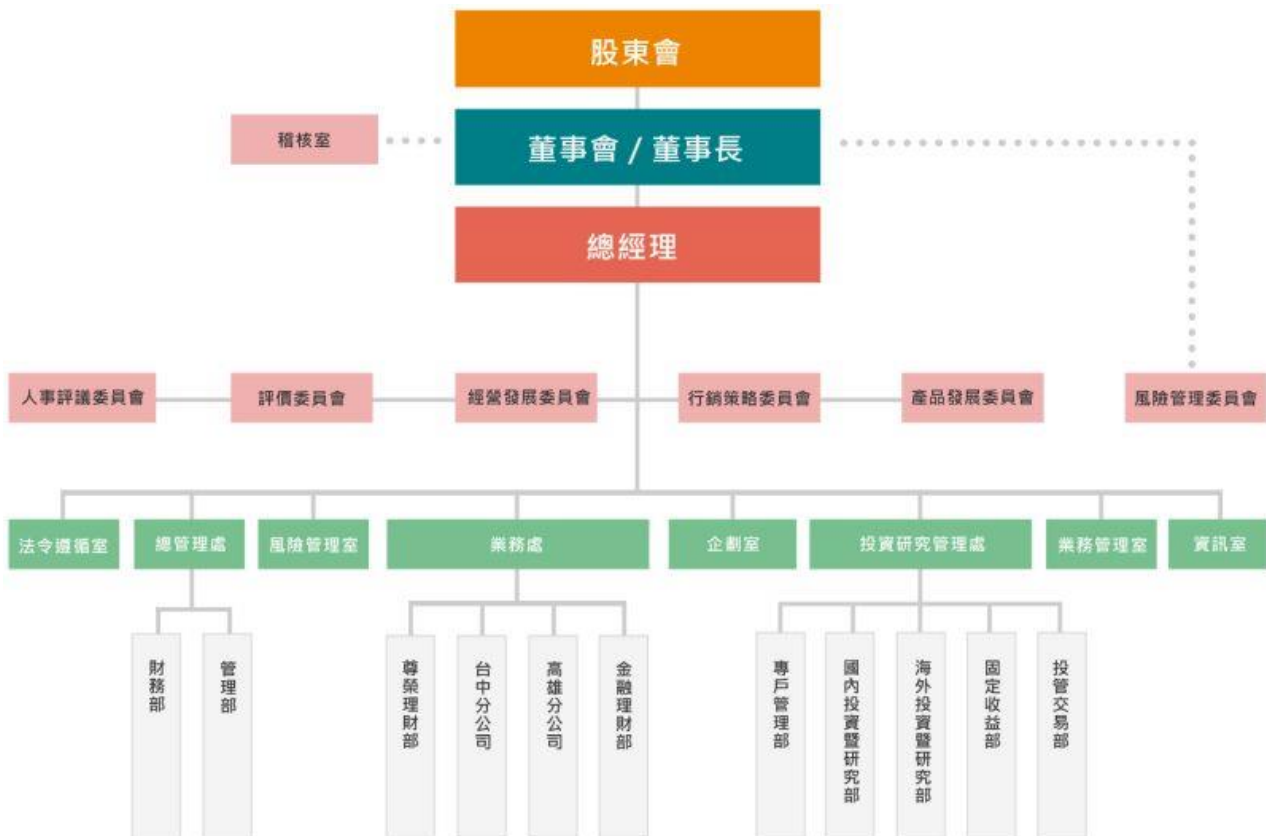 股東會
稽核室
董事會 / 董事長
總經理
人事評議委員會
評價委員會
經營發展委員會
行銷策略委員會
產品發展委員會
風險管理委員會
法令遵循室
總管理處
風險管理室
業務處
企劃室
投資研究管理處
業務管理室
資訊室
財務部
管理部
尊榮理財部
台中分公司
高雄分公司
金融理財部
專戶管理部
國內投資暨研究部
海外投資暨研究部
固定收益部
投管交易部